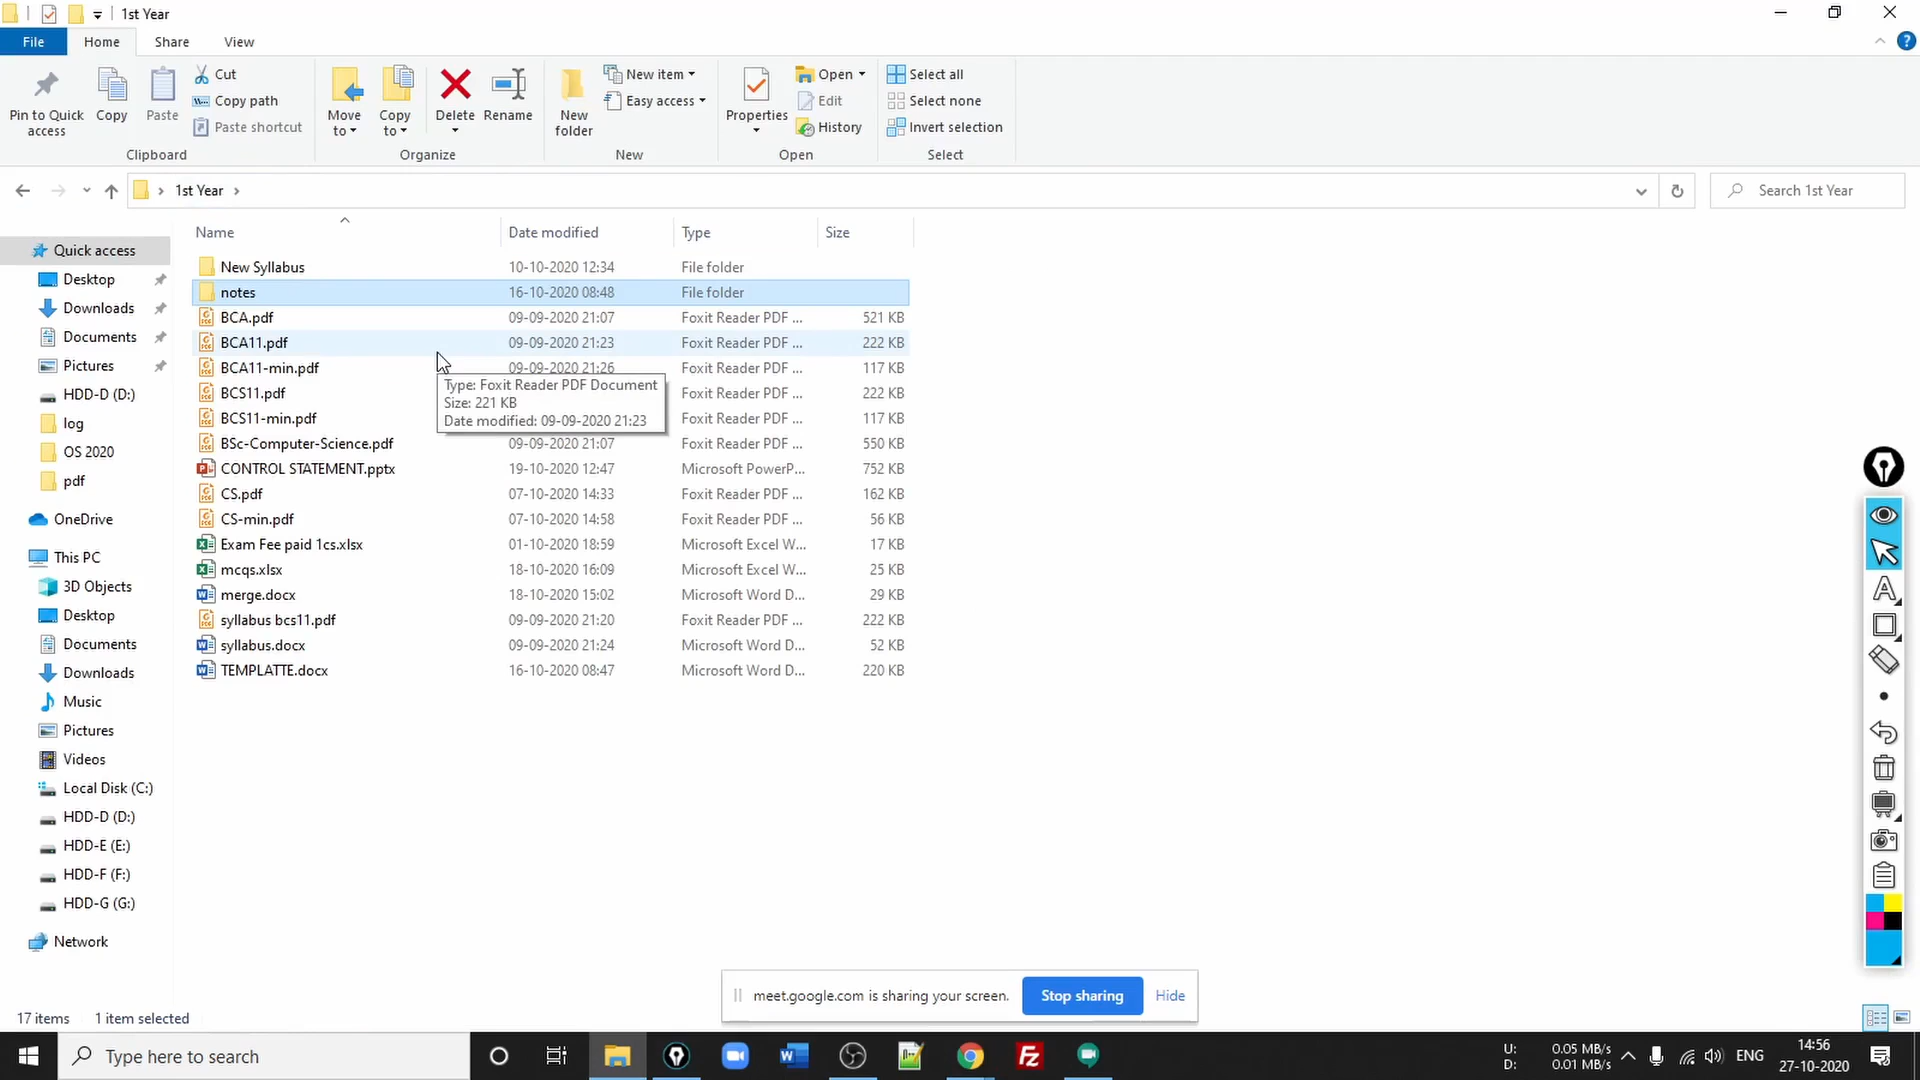 1st Year
File Home Share View
Pin to Quick access
Copy
Paste
Cut
Copy path
Paste shortcut
Clipboard
Move to
Copy to
Delete
Rename
Organize
New folder
New item
Easy access
New
Properties
Open
Edit
History
Open
Select all
Select none
Invert selection
Select
1st Year
Search 1st Year
Name Date modified Type Size
New Syllabus 10-10-2020 12:34 File folder
notes 16-10-2020 08:48 File folder
BCA.pdf 09-09-2020 21:07 Foxit Reader PDF ... 521 KB
BCA11.pdf 09-09-2020 21:23 Foxit Reader PDF ... 222 KB
BCA11-min.pdf 09-09-2020 21:26 Foxit Reader PDF ... 117 KB
BCS11.pdf Foxit Reader PDF ... 222 KB
BCS11-min.pdf Foxit Reader PDF ... 117 KB
BSc-Computer-Science.pdf 09-09-2020 21:07 Foxit Reader PDF ... 550 KB
CONTROL STATEMENT.pptx 19-10-2020 12:47 Microsoft PowerP... 752 KB
CS.pdf 07-10-2020 14:33 Foxit Reader PDF ... 162 KB
CS-min.pdf 07-10-2020 14:58 Foxit Reader PDF ... 56 KB
Exam Fee paid 1cs.xlsx 01-10-2020 18:59 Microsoft Excel W... 17 KB
mcqs.xlsx 18-10-2020 16:09 Microsoft Excel W... 25 KB
merge.docx 18-10-2020 15:02 Microsoft Word D... 29 KB
syllabus bcs11.pdf 09-09-2020 21:20 Foxit Reader PDF ... 222 KB
syllabus.docx 09-09-2020 21:24 Microsoft Word D... 52 KB
TEMPLATTE.docx 16-10-2020 08:47 Microsoft Word D... 220 KB
Type: Foxit Reader PDF Document
Size: 221 KB
Date modified: 09-09-2020 21:23
Quick access
Desktop
Downloads
Documents
Pictures
HDD-D (D:)
log
OS 2020
pdf
OneDrive
This PC
3D Objects
Desktop
Documents
Downloads
Music
Pictures
Videos
Local Disk (C:)
HDD-D (D:)
HDD-E (E:)
HDD-F (F:)
HDD-G (G:)
Network
meet.google.com is sharing your screen. Stop sharing Hide
17 items 1 item selected
Type here to search
U: 0.05 MB/s
D: 0.01 MB/s
ENG
14:56
27-10-2020